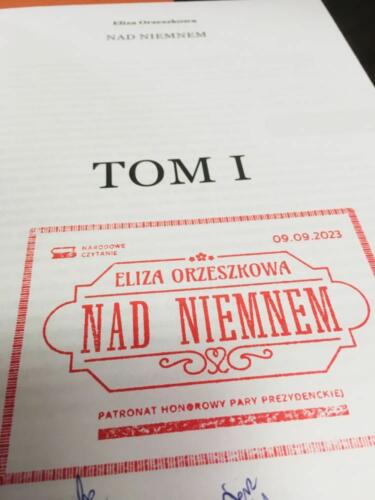 Eliza Orzeszkowa
NAD NIEMNEM
TOM I
NARODOWE
CZYTANIE
09.09.2023
ELIZA ORZESZKOWA
NAD NIEMNEM
PATRONAT HONOROWY PARY PREZYDENCKIEJ